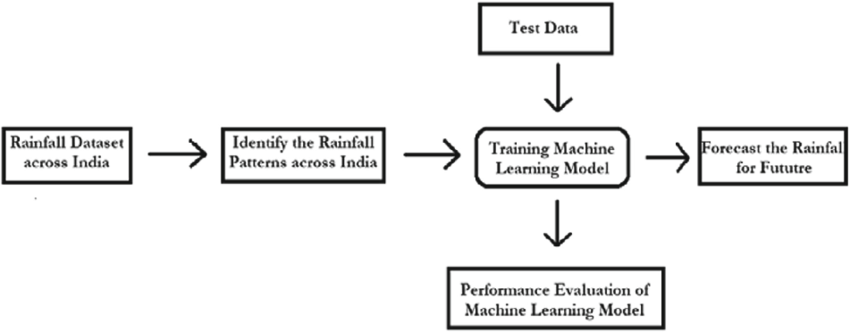 Test Data
Rainfall Dataset
across India
Identify the Rainfall
Patterns across India
Training Machine
Learning Model
Forecast the Rainfal
for Fututre
Performance Evaluation of
Machine Learning Model